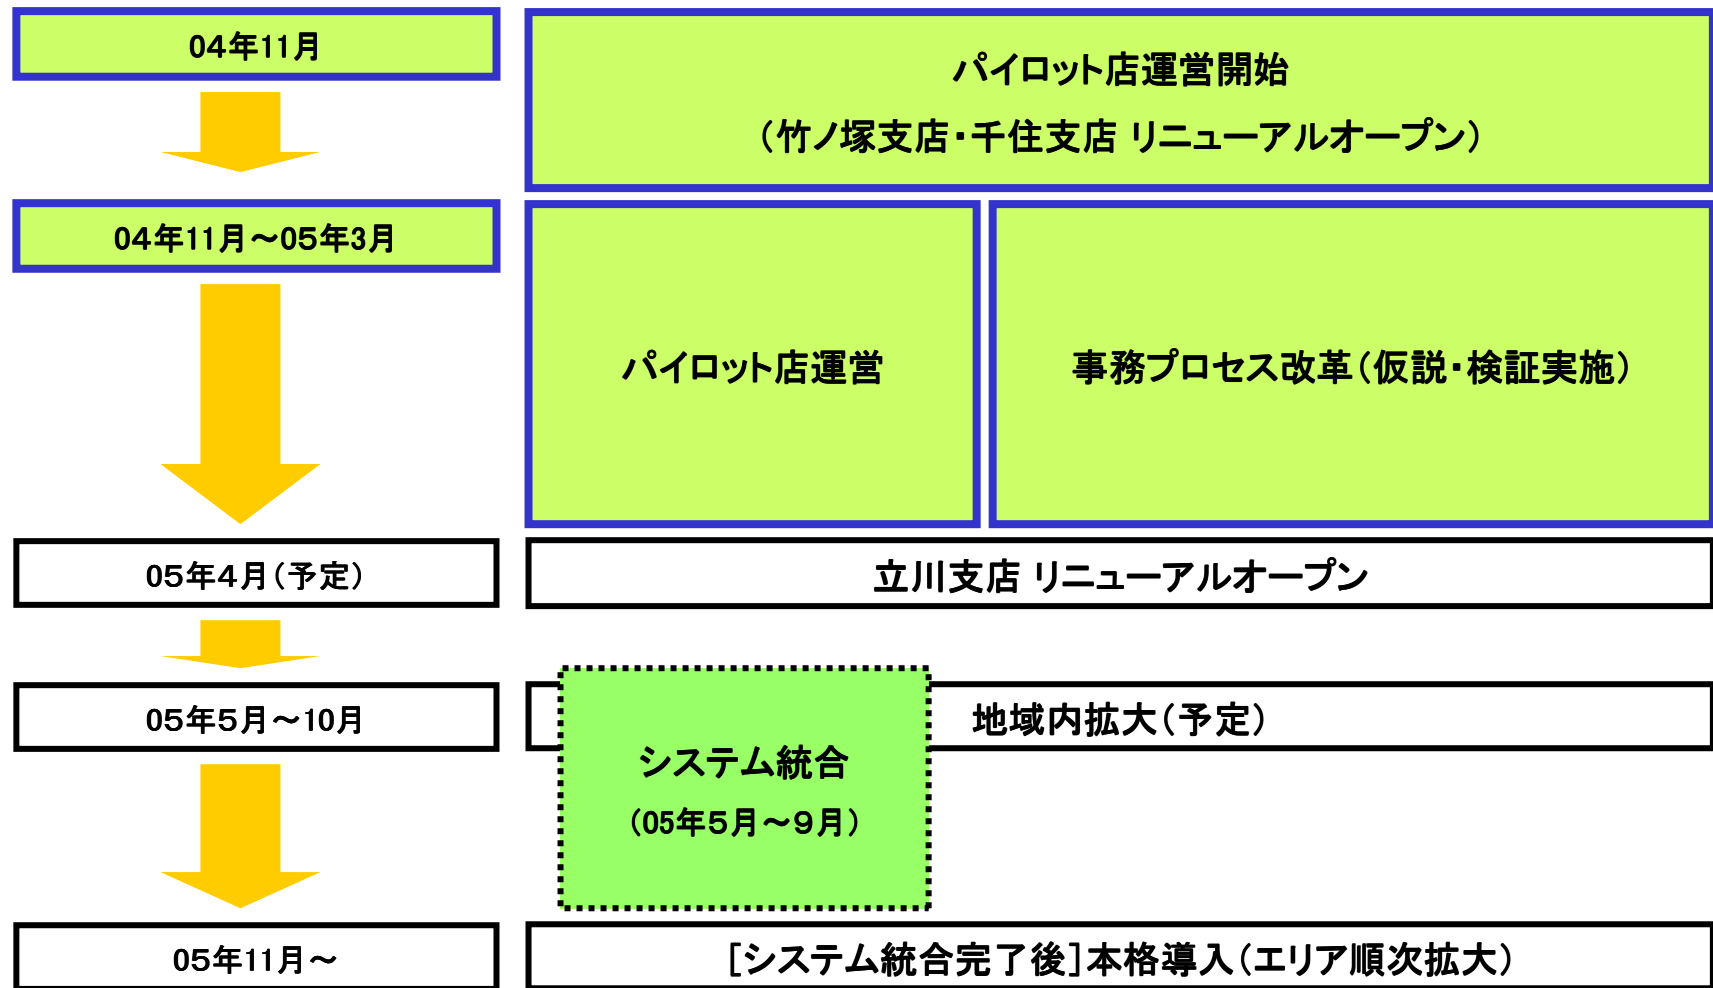 04年11月
パイロット店運営開始
（竹ノ塚支店・千住支店 リニューアルオープン）
04年11月～05年3月
パイロット店運営
事務プロセス改革（仮説・検証実施）
05年4月（予定）
立川支店 リニューアルオープン
05年5月～10月
地域内拡大（予定）
システム統合
（05年5月～9月）
05年11月～
［システム統合完了後］本格導入（エリア順次拡大）